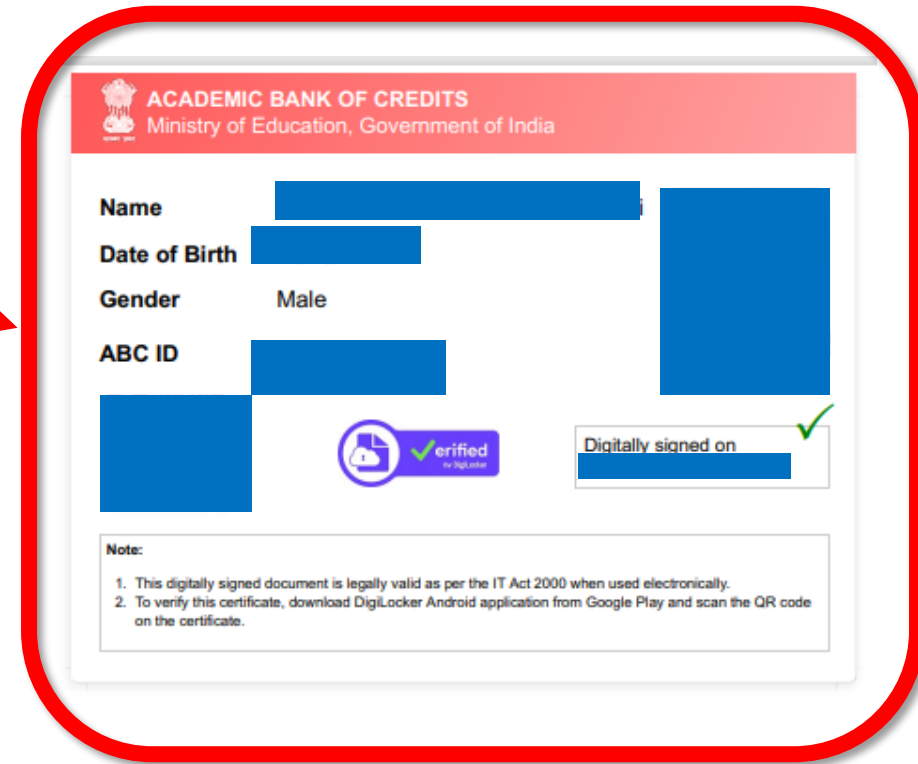 ACADEMIC BANK OF CREDITS
Ministry of Education, Government of India
Name
Date of Birth
Gender Male
ABC ID
Verified
by DigiLocker
Digitally signed on
Note:
1. This digitally signed document is legally valid as per the IT Act 2000 when used electronically.
2. To verify this certificate, download DigiLocker Android application from Google Play and scan the QR code
on the certificate.